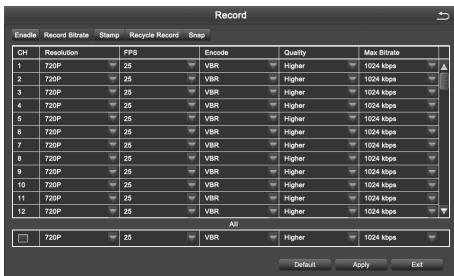 Record
Enadle Record Bitrate Stamp Recycle Record Snap
CH Resolution FPS Encode Quality Max Bitrate
1 720P 25 VBR Higher 1024 kbps
2 720P 25 VBR Higher 1024 kbps
3 720P 25 VBR Higher 1024 kbps
4 720P 25 VBR Higher 1024 kbps
5 720P 25 VBR Higher 1024 kbps
6 720P 25 VBR Higher 1024 kbps
7 720P 25 VBR Higher 1024 kbps
8 720P 25 VBR Higher 1024 kbps
9 720P 25 VBR Higher 1024 kbps
10 720P 25 VBR Higher 1024 kbps
11 720P 25 VBR Higher 1024 kbps
12 720P 25 VBR Higher 1024 kbps
All
720P 25 VBR Higher 1024 kbps
Default Apply Exit